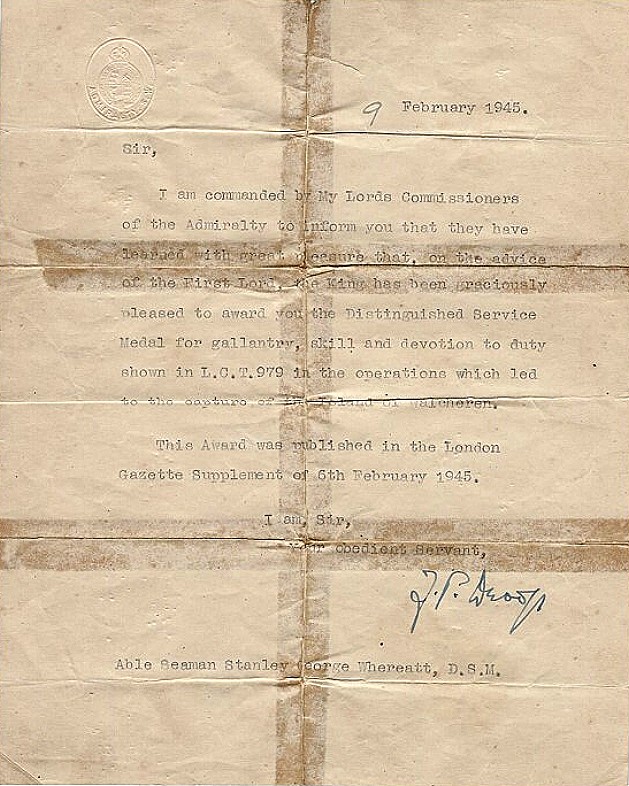 ADMIRALTY S.W.
9 February 1945.
Sir,
I am commanded by My Lords Commissioners
of the Admiralty to inform you that they have
learned with great pleasure that, on the advice
of the First Lord, the King has been graciously
pleased to award you the Distinguished Service
Medal for gallantry, skill and devotion to duty
shown in L.C.T.979 in the operations which led
to the capture of the Island of Walcheren.
This Award was published in the London
Gazette Supplement of 6th February 1945.
I am, Sir,
Your obedient Servant,
Able Seaman Stanley George Whereatt, D.S.M.